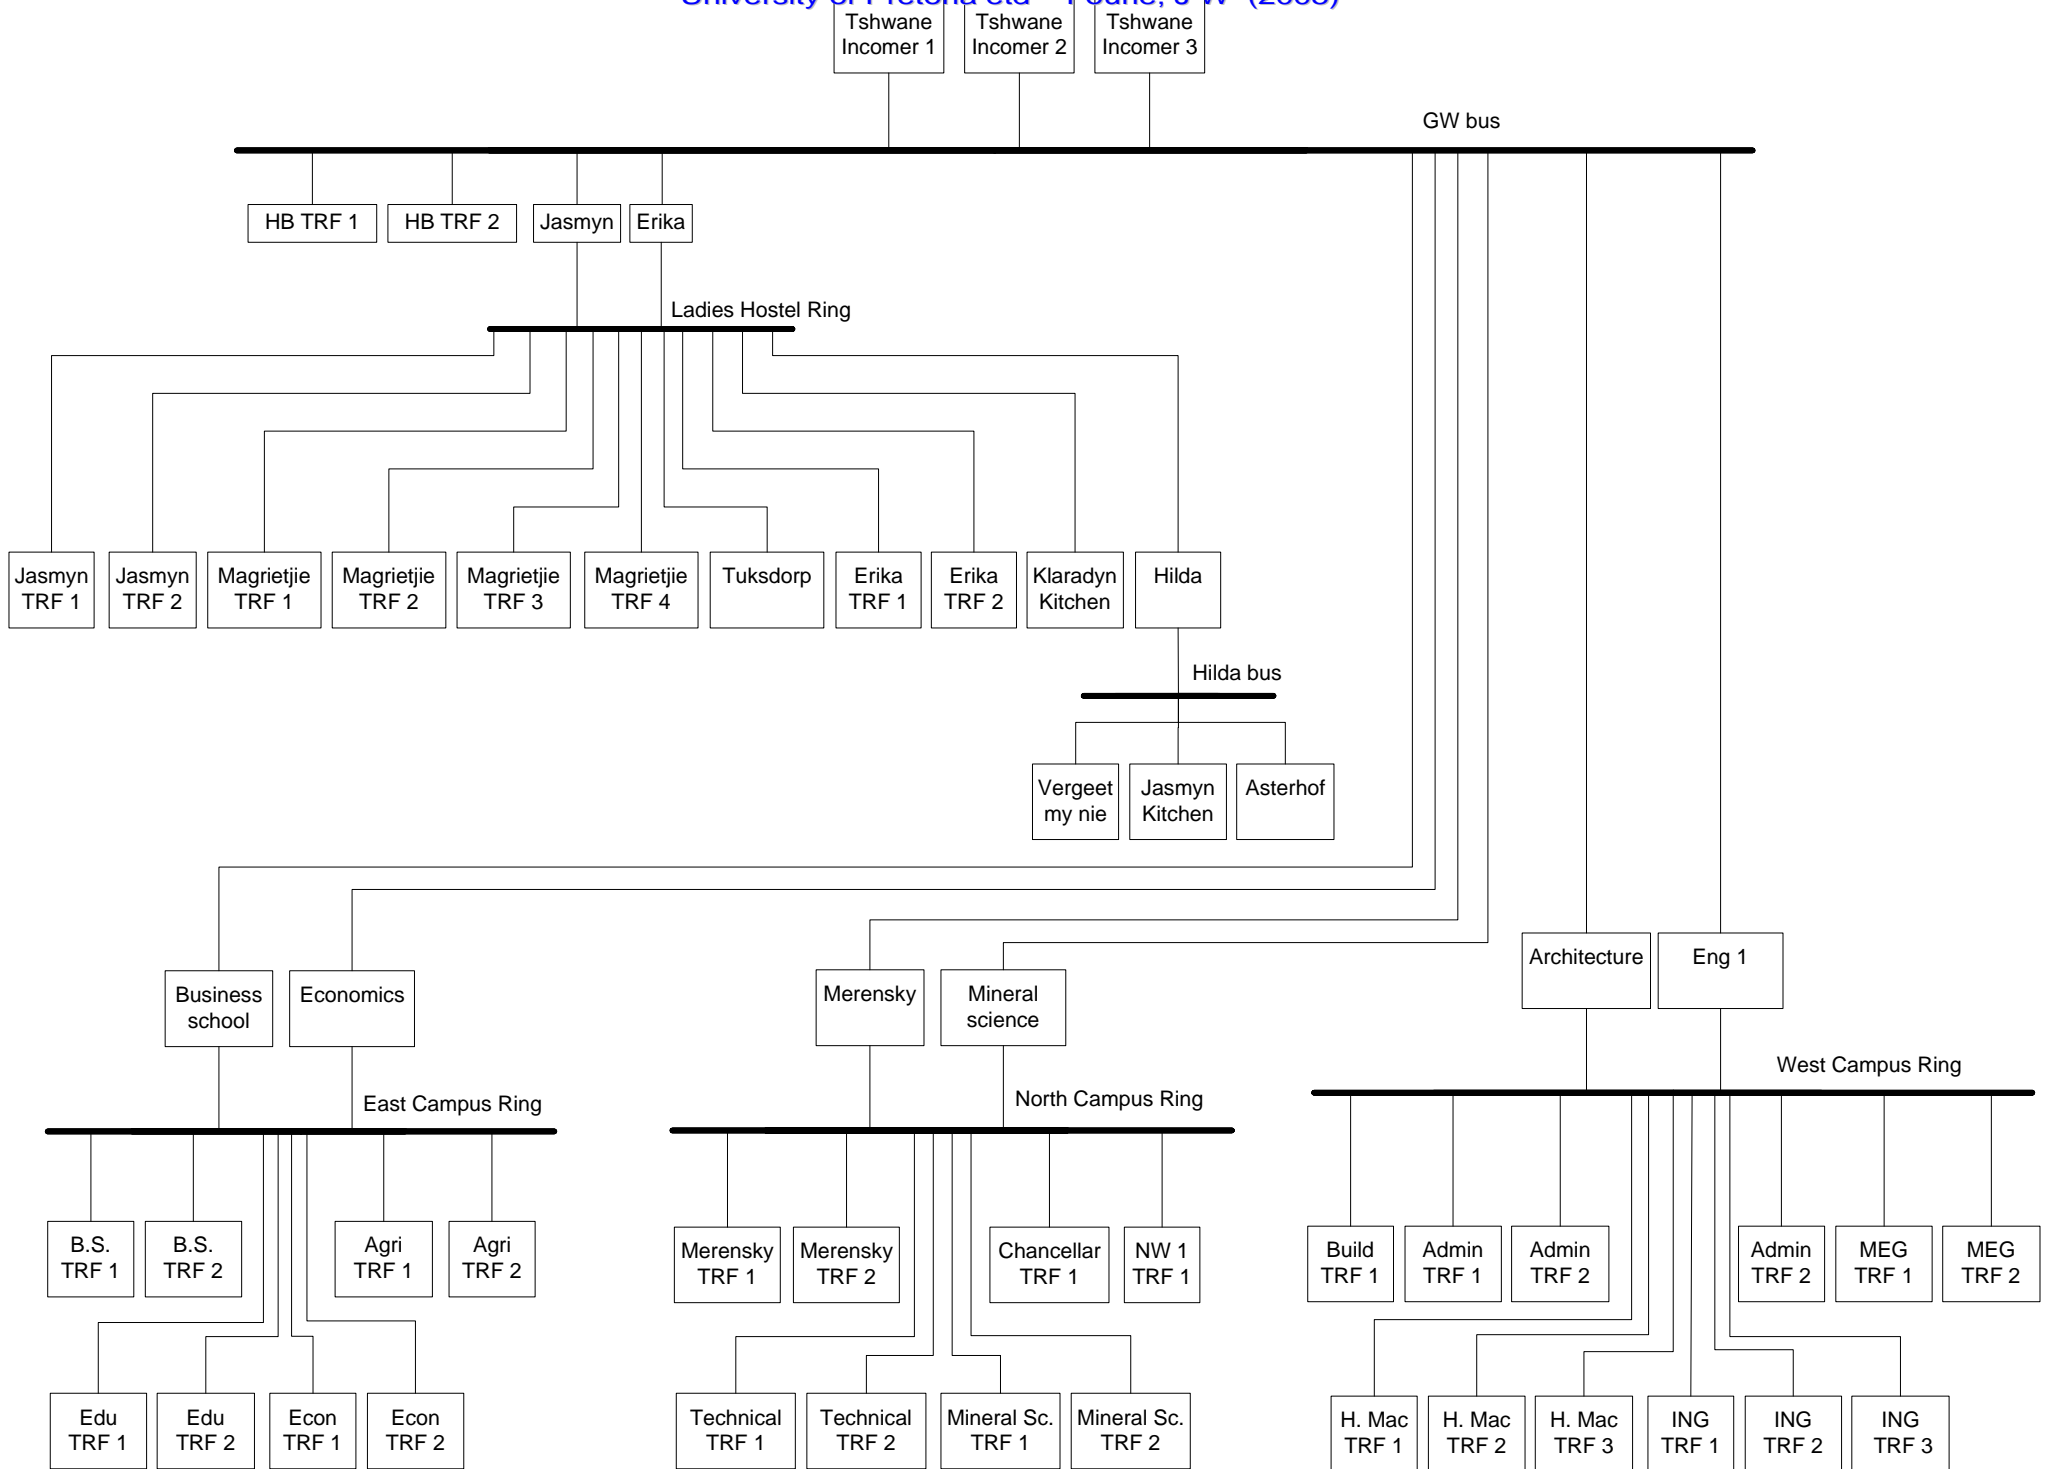 University of Pretoria etd – Fourie, J W (2008)
Tshwane
Incomer 1
Tshwane
Incomer 2
Tshwane
Incomer 3
GW bus
HB TRF 1
HB TRF 2
Jasmyn
Erika
Ladies Hostel Ring
Jasmyn
TRF 1
Jasmyn
TRF 2
Magrietjie
TRF 1
Magrietjie
TRF 2
Magrietjie
TRF 3
Magrietjie
TRF 4
Tuksdorp
Erika
TRF 1
Erika
TRF 2
Klaradyn
Kitchen
Hilda
Hilda bus
Vergeet
my nie
Jasmyn
Kitchen
Asterhof
Business
school
Economics
Merensky
Mineral
science
Architecture
Eng 1
East Campus Ring
North Campus Ring
West Campus Ring
B.S.
TRF 1
B.S.
TRF 2
Agri
TRF 1
Agri
TRF 2
Merensky
TRF 1
Merensky
TRF 2
Chancellar
TRF 1
NW 1
TRF 1
Build
TRF 1
Admin
TRF 1
Admin
TRF 2
Admin
TRF 2
MEG
TRF 1
MEG
TRF 2
Edu
TRF 1
Edu
TRF 2
Econ
TRF 1
Econ
TRF 2
Technical
TRF 1
Technical
TRF 2
Mineral Sc.
TRF 1
Mineral Sc.
TRF 2
H. Mac
TRF 1
H. Mac
TRF 2
H. Mac
TRF 3
ING
TRF 1
ING
TRF 2
ING
TRF 3